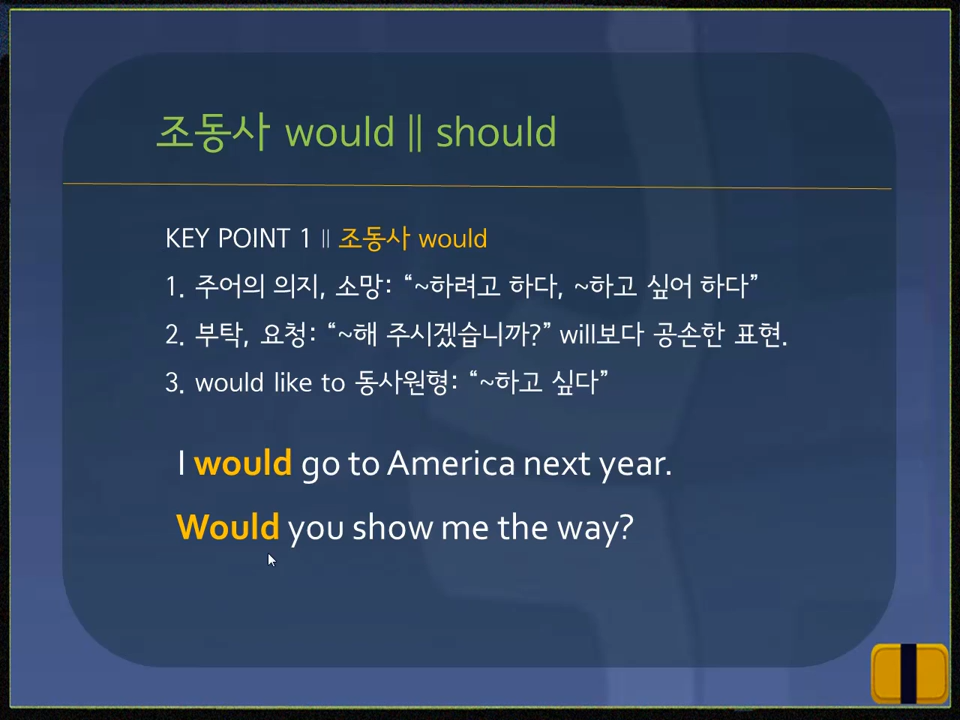 조동사 would || should
KEY POINT 1 || 조동사 would
1. 주어의 의지, 소망: “~하려고 하다, ~하고 싶어 하다”
2. 부탁, 요청: “~해 주시겠습니까?” will보다 공손한 표현.
3. would like to 동사원형: “~하고 싶다”
I would go to America next year.
Would you show me the way?